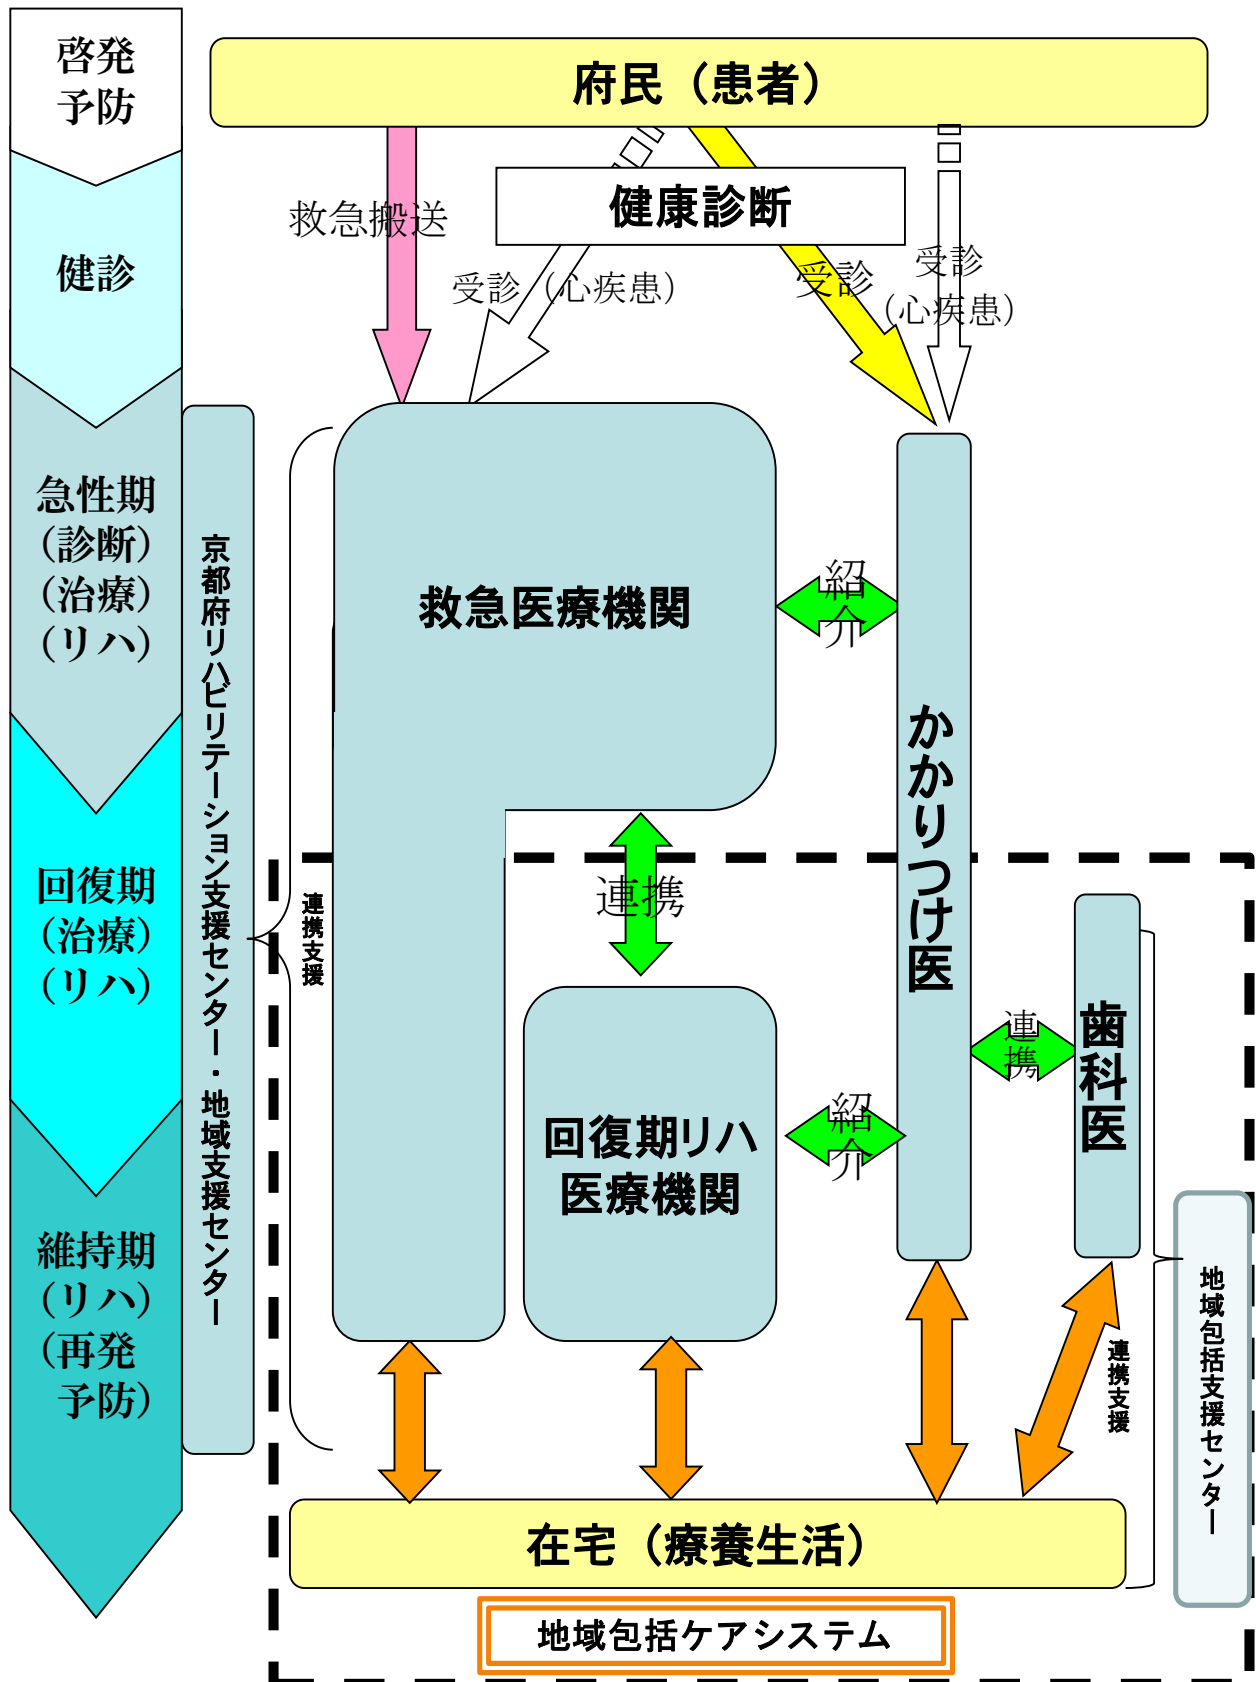 啓発
予防
健診
急性期
（診断）
（治療）
（リハ）
回復期
（治療）
（リハ）
維持期
（リハ）
（再発
予防）
府民（患者）
健康診断
救急搬送
受診（心疾患）
受診
受診
（心疾患）
京都府リハビリテーション支援センター・地域支援センター
連携支援
救急医療機関
紹
介
かかりつけ医
連携
回復期リハ
医療機関
紹
介
連
携
歯科医
連携支援
地域包括支援センター
在宅（療養生活）
地域包括ケアシステム